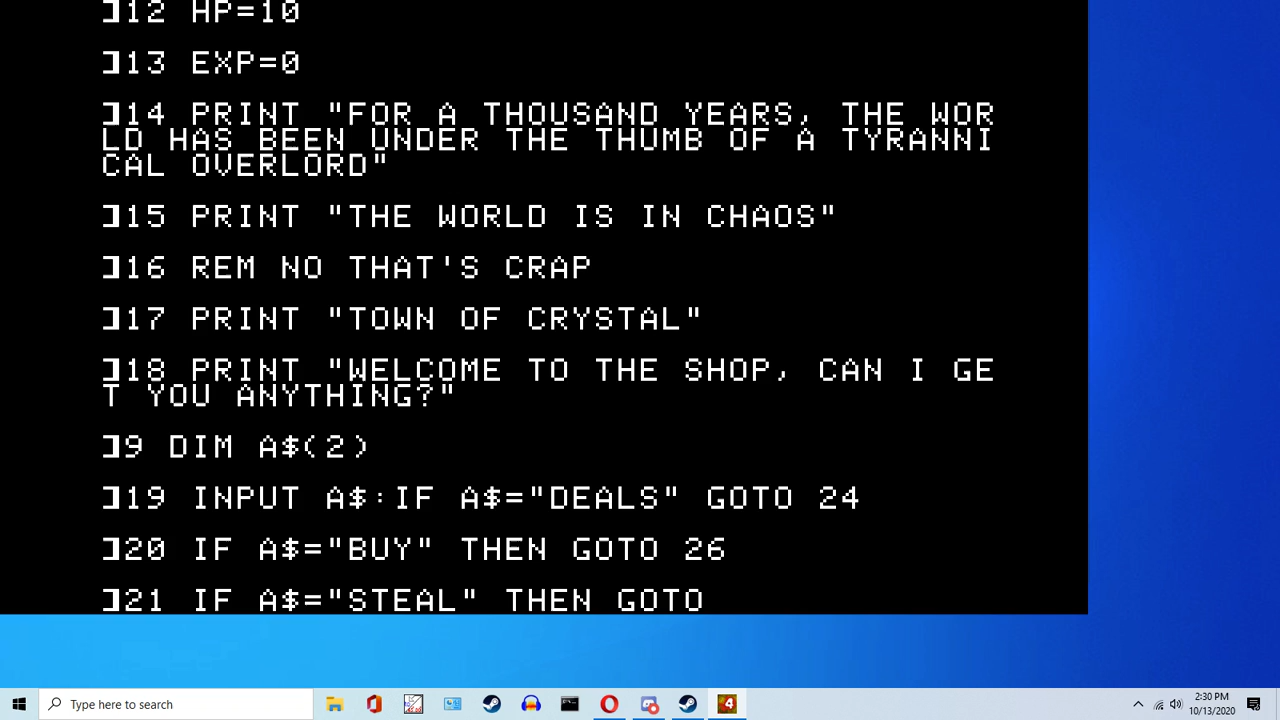 ]12 HP=10
]13 EXP=0
]14 PRINT "FOR A THOUSAND YEARS, THE WOR
LD HAS BEEN UNDER THE THUMB OF A TYRANNI
CAL OVERLORD"
]15 PRINT "THE WORLD IS IN CHAOS"
]16 REM NO THAT'S CRAP
]17 PRINT "TOWN OF CRYSTAL"
]18 PRINT "WELCOME TO THE SHOP, CAN I GE
T YOU ANYTHING?"
]9 DIM A$(2)
]19 INPUT A$:IF A$="DEALS" GOTO 24
]20 IF A$="BUY" THEN GOTO 26
]21 IF A$="STEAL" THEN GOTO
Type here to search
2:30 PM
10/13/2020